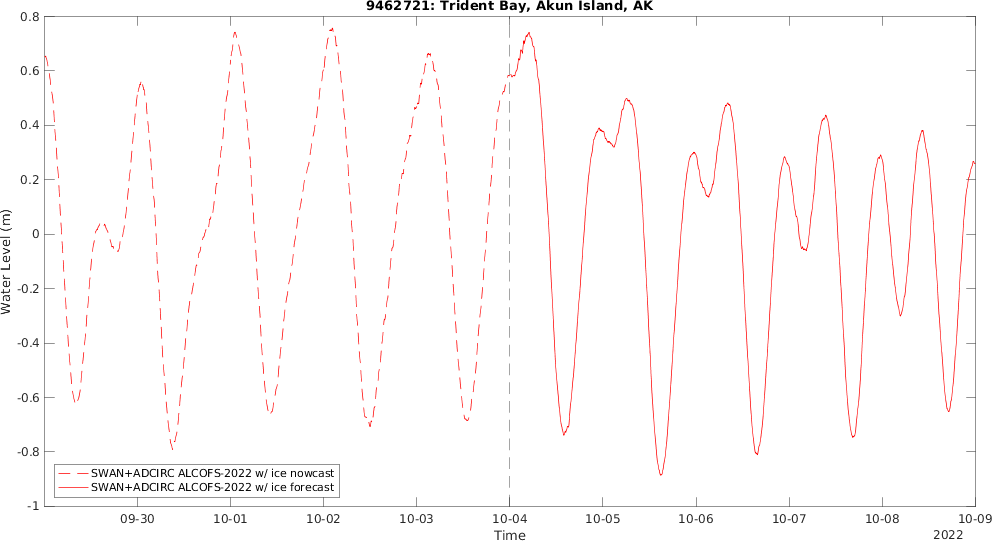 9462721: Trident Bay, Akun Island, AK
0.8
0.6
0.4
0.2
0
-0.2
-0.4
-0.6
-0.8
-1
Water Level (m)
SWAN+ADCIRC ALCOFS-2022 w/ ice nowcast
SWAN+ADCIRC ALCOFS-2022 w/ ice forecast
09-30 10-01 10-02 10-03 10-04 10-05 10-06 10-07 10-08 10-09
Time
2022